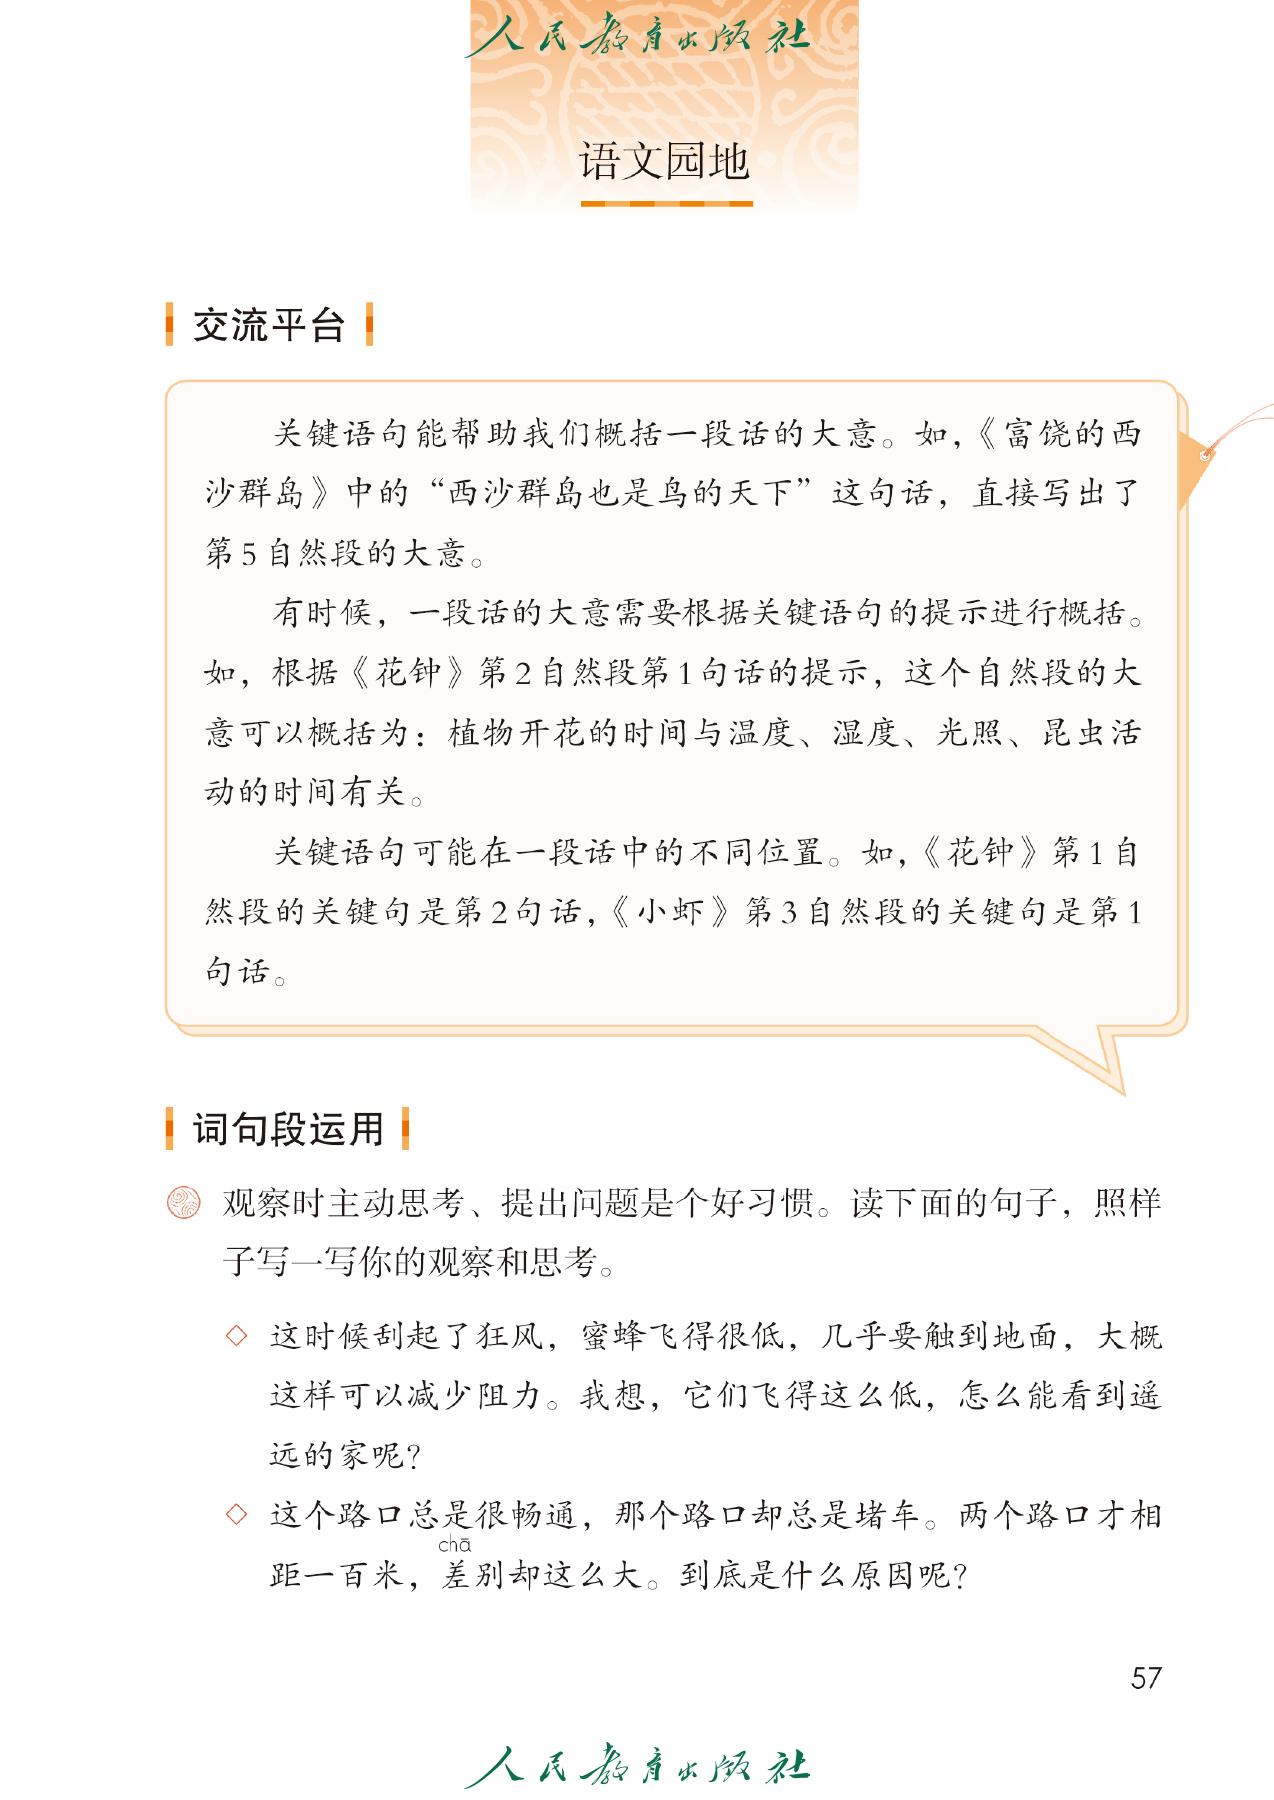 人民教育出版社
语文园地
交流平台
关键语句能帮助我们概括一段话的大意。如，《富饶的西
沙群岛》中的“西沙群岛也是鸟的天下”这句话，直接写出了
第5自然段的大意。
有时候，一段话的大意需要根据关键语句的提示进行概括。
如，根据《花钟》第2自然段第1句话的提示，这个自然段的大
意可以概括为：植物开花的时间与温度、湿度、光照、昆虫活
动的时间有关。
关键语句可能在一段话中的不同位置。如，《花钟》第1自
然段的关键句是第2句话，《小虾》第3自然段的关键句是第1
句话。
词句段运用
观察时主动思考、提出问题是个好习惯。读下面的句子，照样
子写一写你的观察和思考。
◇ 这时候刮起了狂风，蜜蜂飞得很低，几乎要触到地面，大概
这样可以减少阻力。我想，它们飞得这么低，怎么能看到遥
远的家呢？
◇ 这个路口总是很畅通，那个路口却总是堵车。两个路口才相
chā
距一百米，差别却这么大。到底是什么原因呢？
57
人民教育出版社